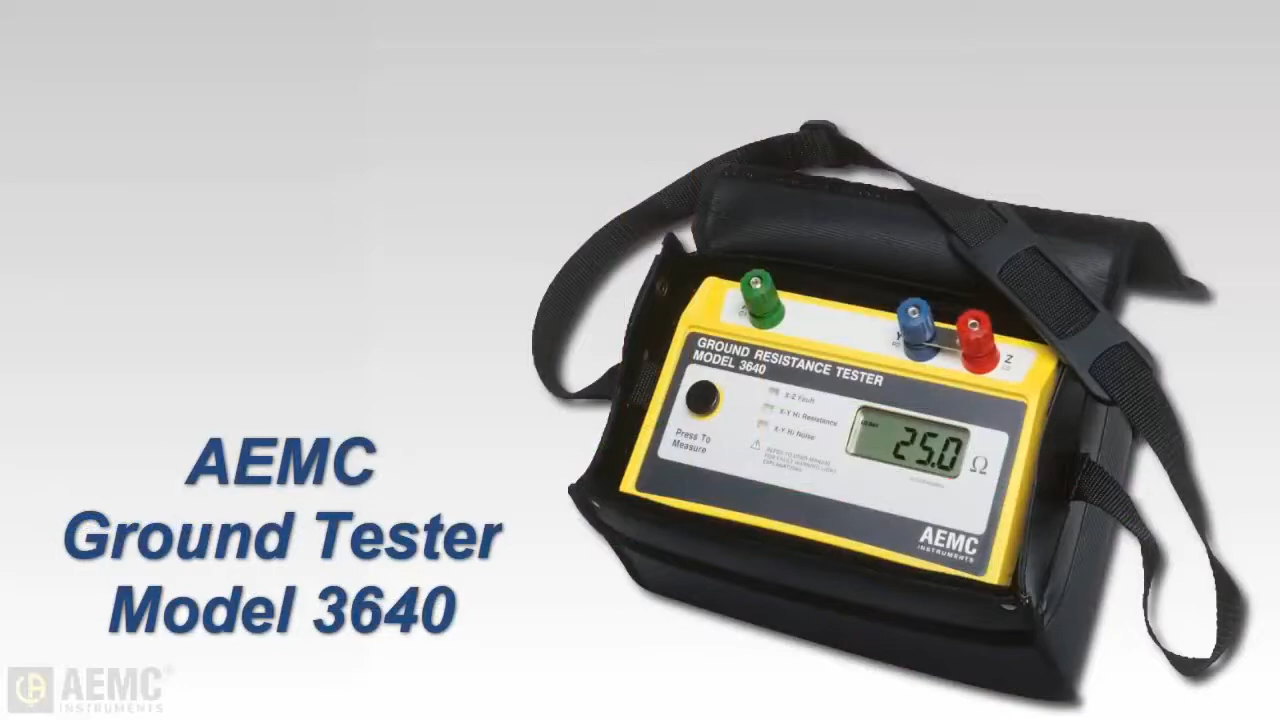 AEMC
Ground Tester
Model 3640
GROUND RESISTANCE TESTER
MODEL 3640
X
Y
Z
X-Z Fault
X-Y Hi Resistance
X-Y Hi Noise
Press To
Measure
25.0 Ω
AEMC
INSTRUMENTS
AEMC®
INSTRUMENTS